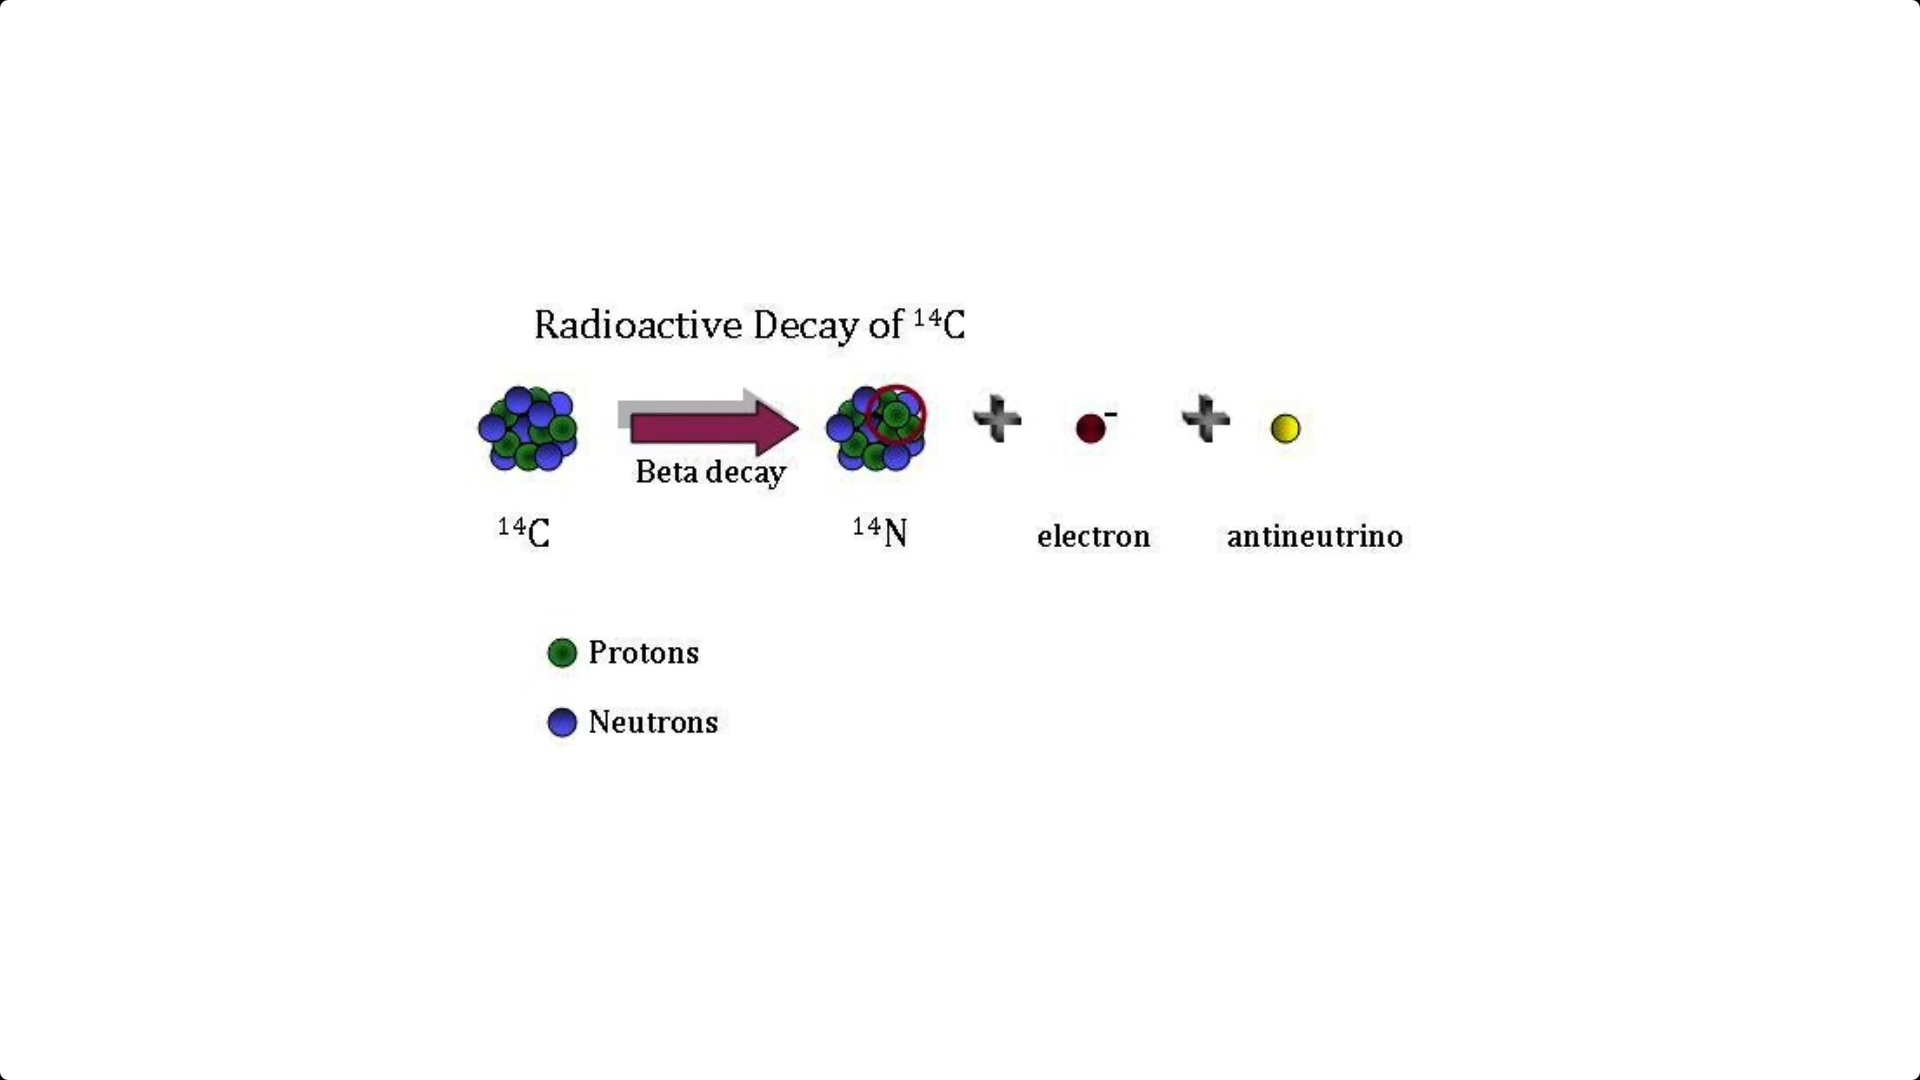 Radioactive Decay of ¹⁴C
Beta decay
¹⁴C
¹⁴N
electron
antineutrino
Protons
Neutrons